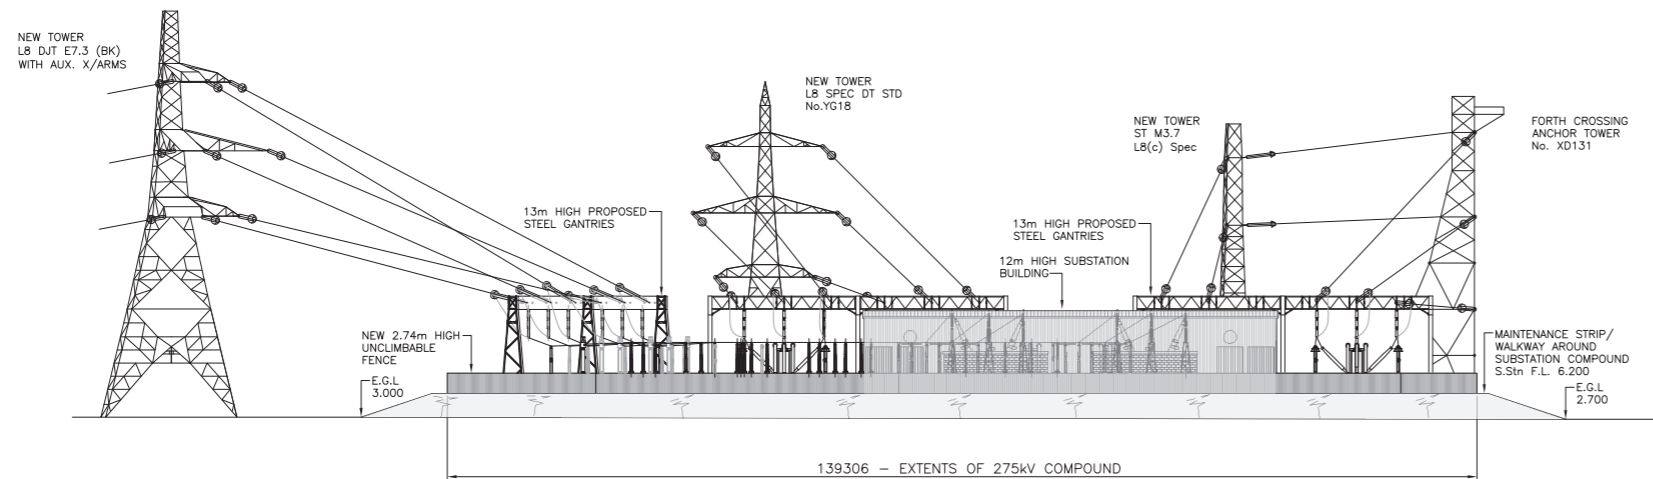 NEW TOWER
L8 DJT E7.3 (BK)
WITH AUX. X/ARMS
NEW TOWER
L8 SPEC DT STD
No.YG18
NEW TOWER
ST M3.7
L8(c) Spec
FORTH CROSSING
ANCHOR TOWER
No. XD131
13m HIGH PROPOSED
STEEL GANTRIES
13m HIGH PROPOSED
STEEL GANTRIES
12m HIGH SUBSTATION
BUILDING
NEW 2.74m HIGH
UNCLIMBABLE
FENCE
E.G.L
3.000
MAINTENANCE STRIP/
WALKWAY AROUND
SUBSTATION COMPOUND
S.Stn F.L. 6.200
E.G.L
2.700
139306 – EXTENTS OF 275kV COMPOUND